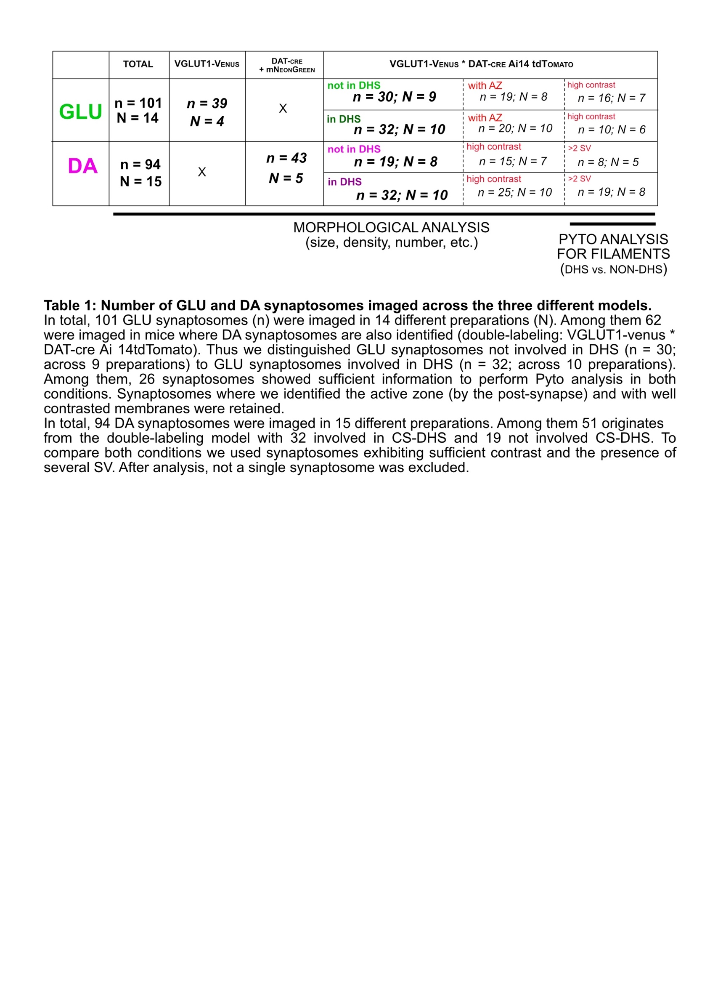 TOTAL VGLUT1-VENUS DAT-CRE + mNEONGREEN VGLUT1-VENUS * DAT-CRE Ai14 tdTOMATO
GLU
n = 101
N = 14
n = 39
N = 4
X
not in DHS
n = 30; N = 9
with AZ
n = 19; N = 8
high contrast
n = 16; N = 7
in DHS
n = 32; N = 10
with AZ
n = 20; N = 10
high contrast
n = 10; N = 6
DA
n = 94
N = 15
X
n = 43
N = 5
not in DHS
n = 19; N = 8
high contrast
n = 15; N = 7
>2 SV
n = 8; N = 5
in DHS
n = 32; N = 10
high contrast
n = 25; N = 10
>2 SV
n = 19; N = 8
MORPHOLOGICAL ANALYSIS
(size, density, number, etc.)
PYTO ANALYSIS
FOR FILAMENTS
(DHS VS. NON-DHS)
Table 1: Number of GLU and DA synaptosomes imaged across the three different models.
In total, 101 GLU synaptosomes (n) were imaged in 14 different preparations (N). Among them 62
were imaged in mice where DA synaptosomes are also identified (double-labeling: VGLUT1-venus *
DAT-cre Ai 14tdTomato). Thus we distinguished GLU synaptosomes not involved in DHS (n = 30;
across 9 preparations) to GLU synaptosomes involved in DHS (n = 32; across 10 preparations).
Among them, 26 synaptosomes showed sufficient information to perform Pyto analysis in both
conditions. Synaptosomes where we identified the active zone (by the post-synapse) and with well
contrasted membranes were retained.
In total, 94 DA synaptosomes were imaged in 15 different preparations. Among them 51 originates
from the double-labeling model with 32 involved in CS-DHS and 19 not involved CS-DHS. To
compare both conditions we used synaptosomes exhibiting sufficient contrast and the presence of
several SV. After analysis, not a single synaptosome was excluded.